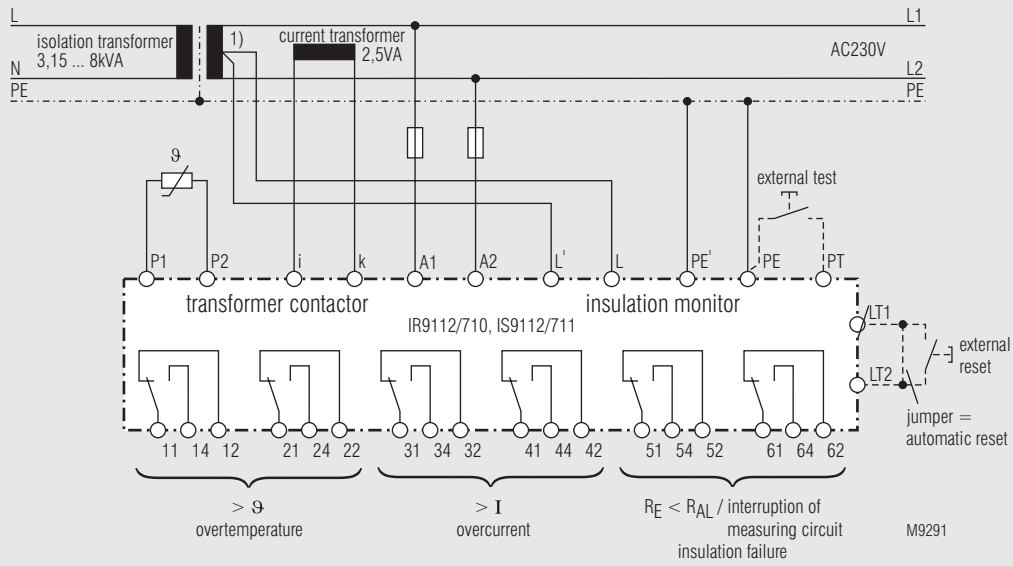 L
L1
isolation transformer
3,15 ... 8kVA
1)
current transformer
2,5VA
AC230V
N
L2
PE
PE
ϑ
external test
P1
P2
i
k
A1
A2
L'
L
PE'
PE
PT
transformer contactor
insulation monitor
IR9112/710, IS9112/711
LT1
LT2
external
reset
jumper =
automatic reset
11 14 12
21 24 22
31 34 32
41 44 42
51 54 52
61 64 62
> ϑ
overtemperature
> I
overcurrent
RE < RAL / interruption of
measuring circuit
insulation failure
M9291